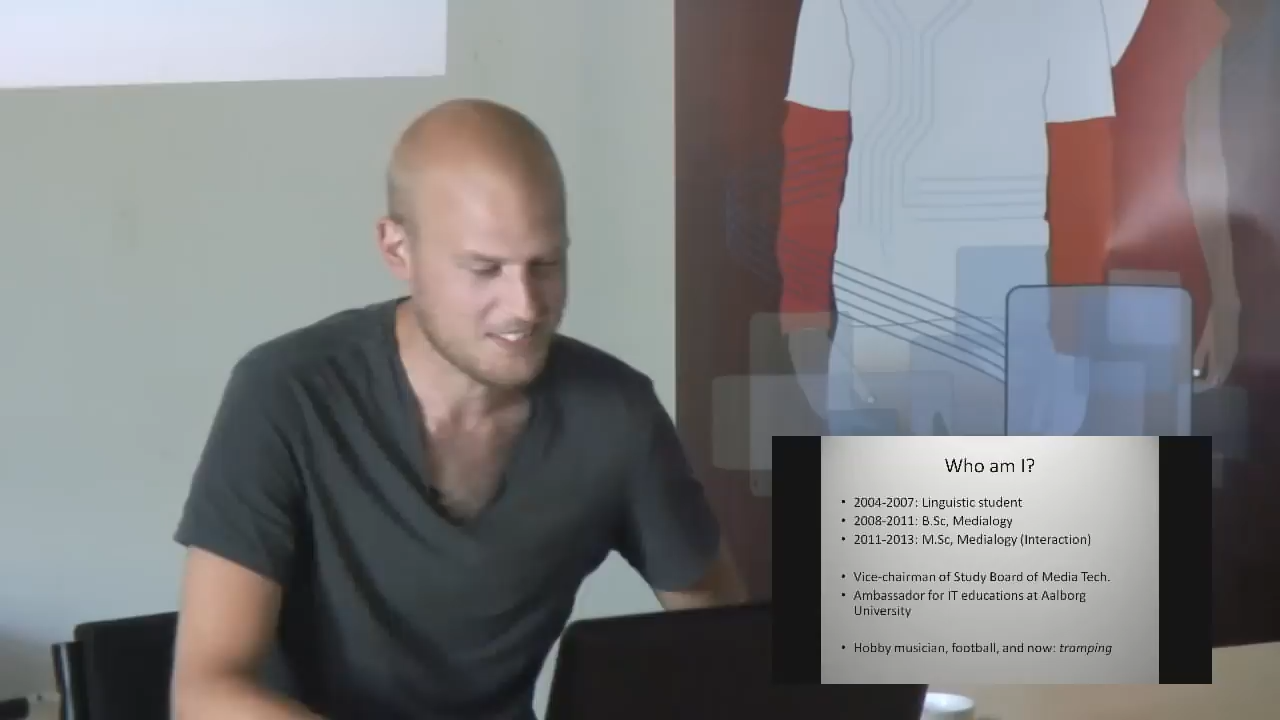 Who am I?
• 2004-2007: Linguistic student
• 2008-2011: B.Sc, Medialogy
• 2011-2013: M.Sc, Medialogy (Interaction)
• Vice-chairman of Study Board of Media Tech.
• Ambassador for IT educations at Aalborg
University
• Hobby musician, football, and now: tramping